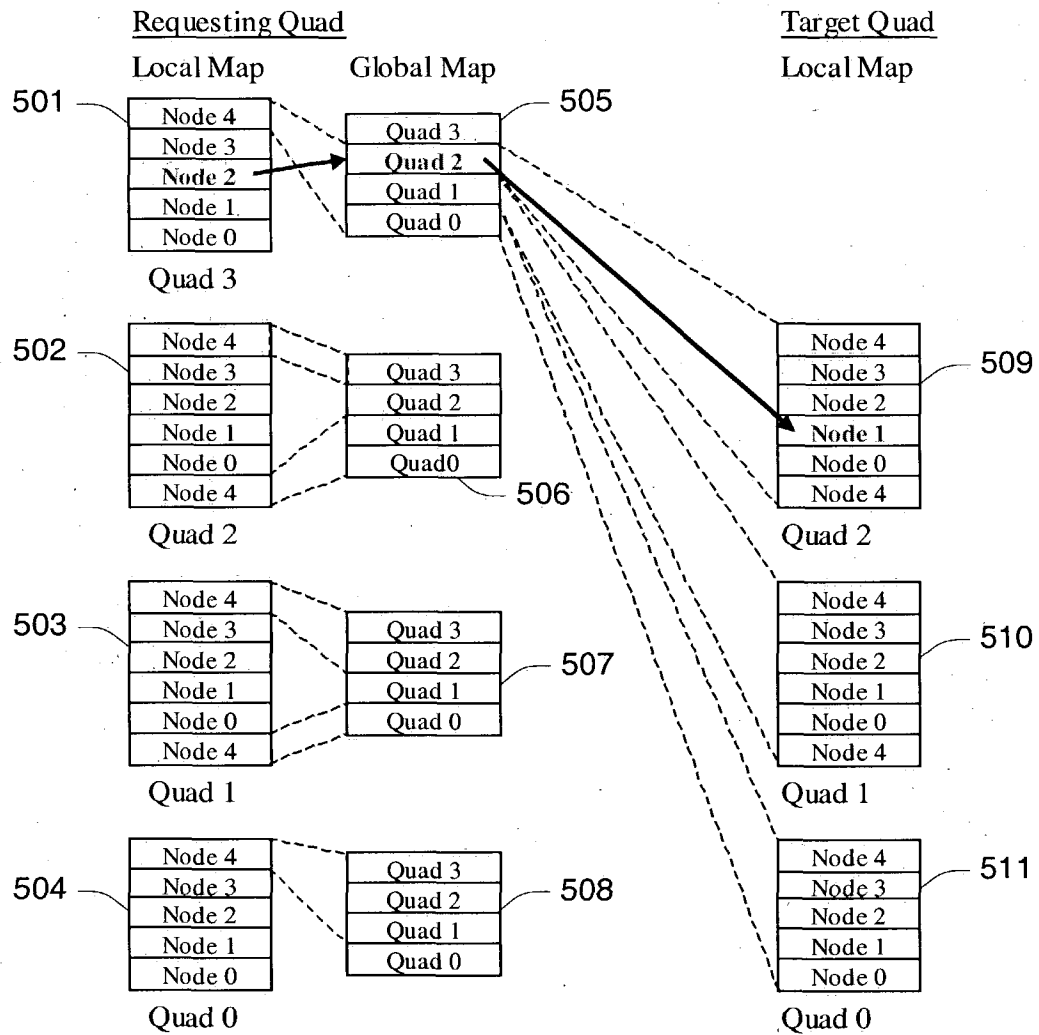 Requesting Quad
Target Quad
Local Map
Global Map
Local Map
501
Node 4
Node 3
Node 2
Node 1
Node 0
Quad 3
505
Quad 3
Quad 2
Quad 1
Quad 0
502
Node 4
Node 3
Node 2
Node 1
Node 0
Node 4
Quad 2
Quad 3
Quad 2
Quad 1
Quad0
506
509
Node 4
Node 3
Node 2
Node 1
Node 0
Node 4
Quad 2
503
Node 4
Node 3
Node 2
Node 1
Node 0
Node 4
Quad 1
507
Quad 3
Quad 2
Quad 1
Quad 0
510
Node 4
Node 3
Node 2
Node 1
Node 0
Node 4
Quad 1
504
Node 4
Node 3
Node 2
Node 1
Node 0
Quad 0
508
Quad 3
Quad 2
Quad 1
Quad 0
511
Node 4
Node 3
Node 2
Node 1
Node 0
Quad 0